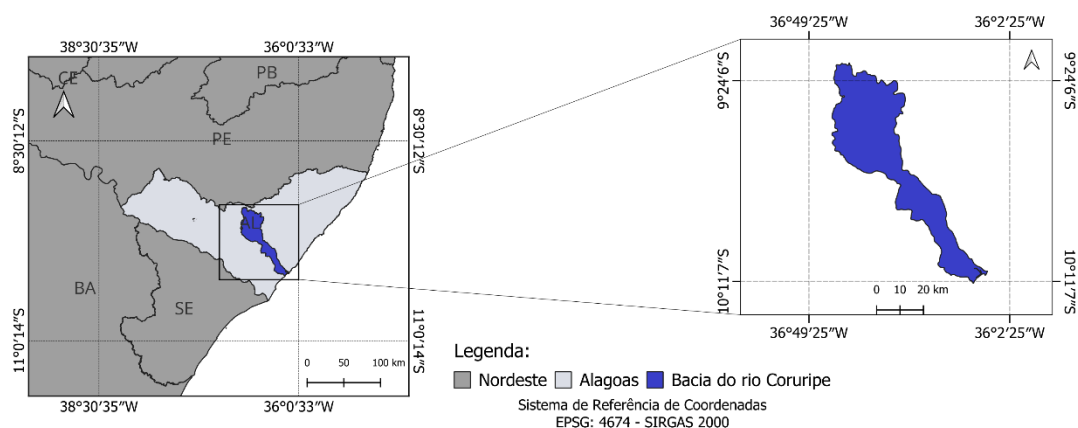 38°30′35″W 36°0′33″W
CE
PB
PE
8°30′12″S 8°30′12″S
AL
BA
SE
11°0′14″S 11°0′14″S
0 50 100 km
38°30′35″W 36°0′33″W
36°49′25″W 36°2′25″W
9°24′6″S 9°24′6″S
0 10 20 km
10°11′7″S 10°11′7″S
36°49′25″W 36°2′25″W
Legenda:
Nordeste Alagoas Bacia do rio Coruripe
Sistema de Referência de Coordenadas
EPSG: 4674 - SIRGAS 2000